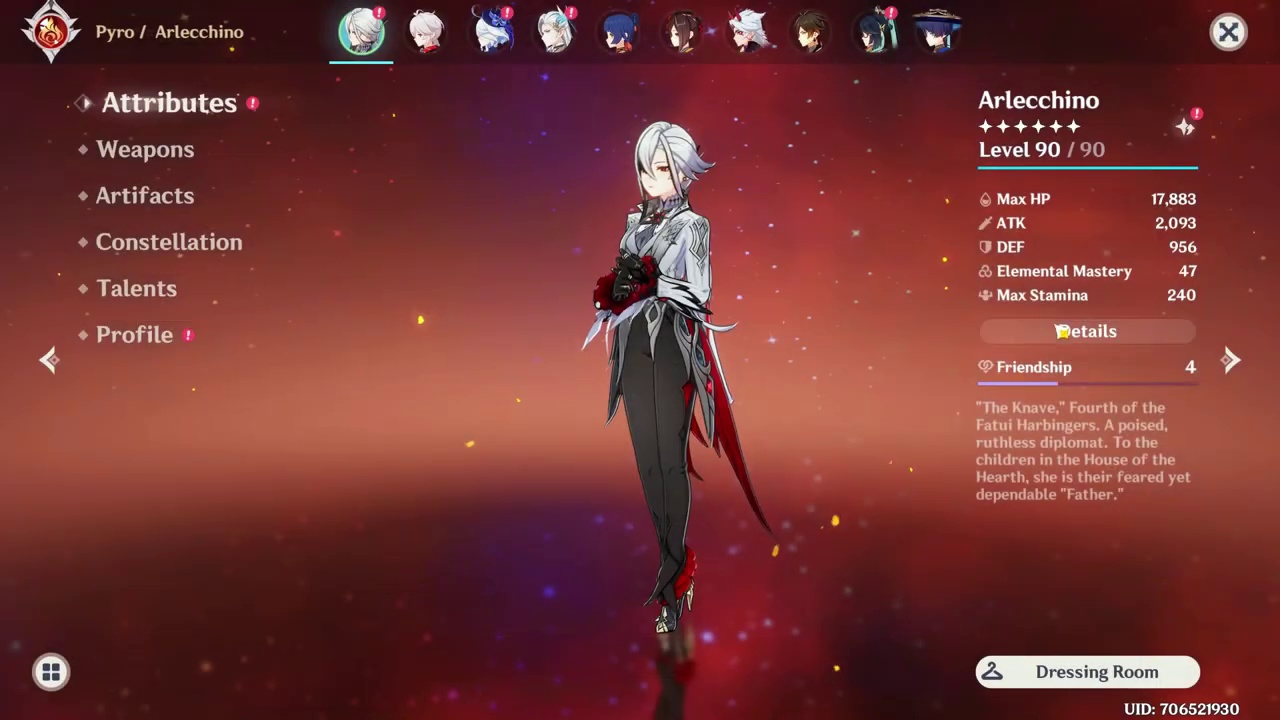 Pyro / Arlecchino
Attributes
Weapons
Artifacts
Constellation
Talents
Profile
Arlecchino
Level 90 / 90
Max HP 17,883
ATK 2,093
DEF 956
Elemental Mastery 47
Max Stamina 240
Details
Friendship 4
"The Knave," Fourth of the
Fatui Harbingers. A poised,
ruthless diplomat. To the
children in the House of the
Hearth, she is their feared yet
dependable "Father."
Dressing Room
UID: 706521930